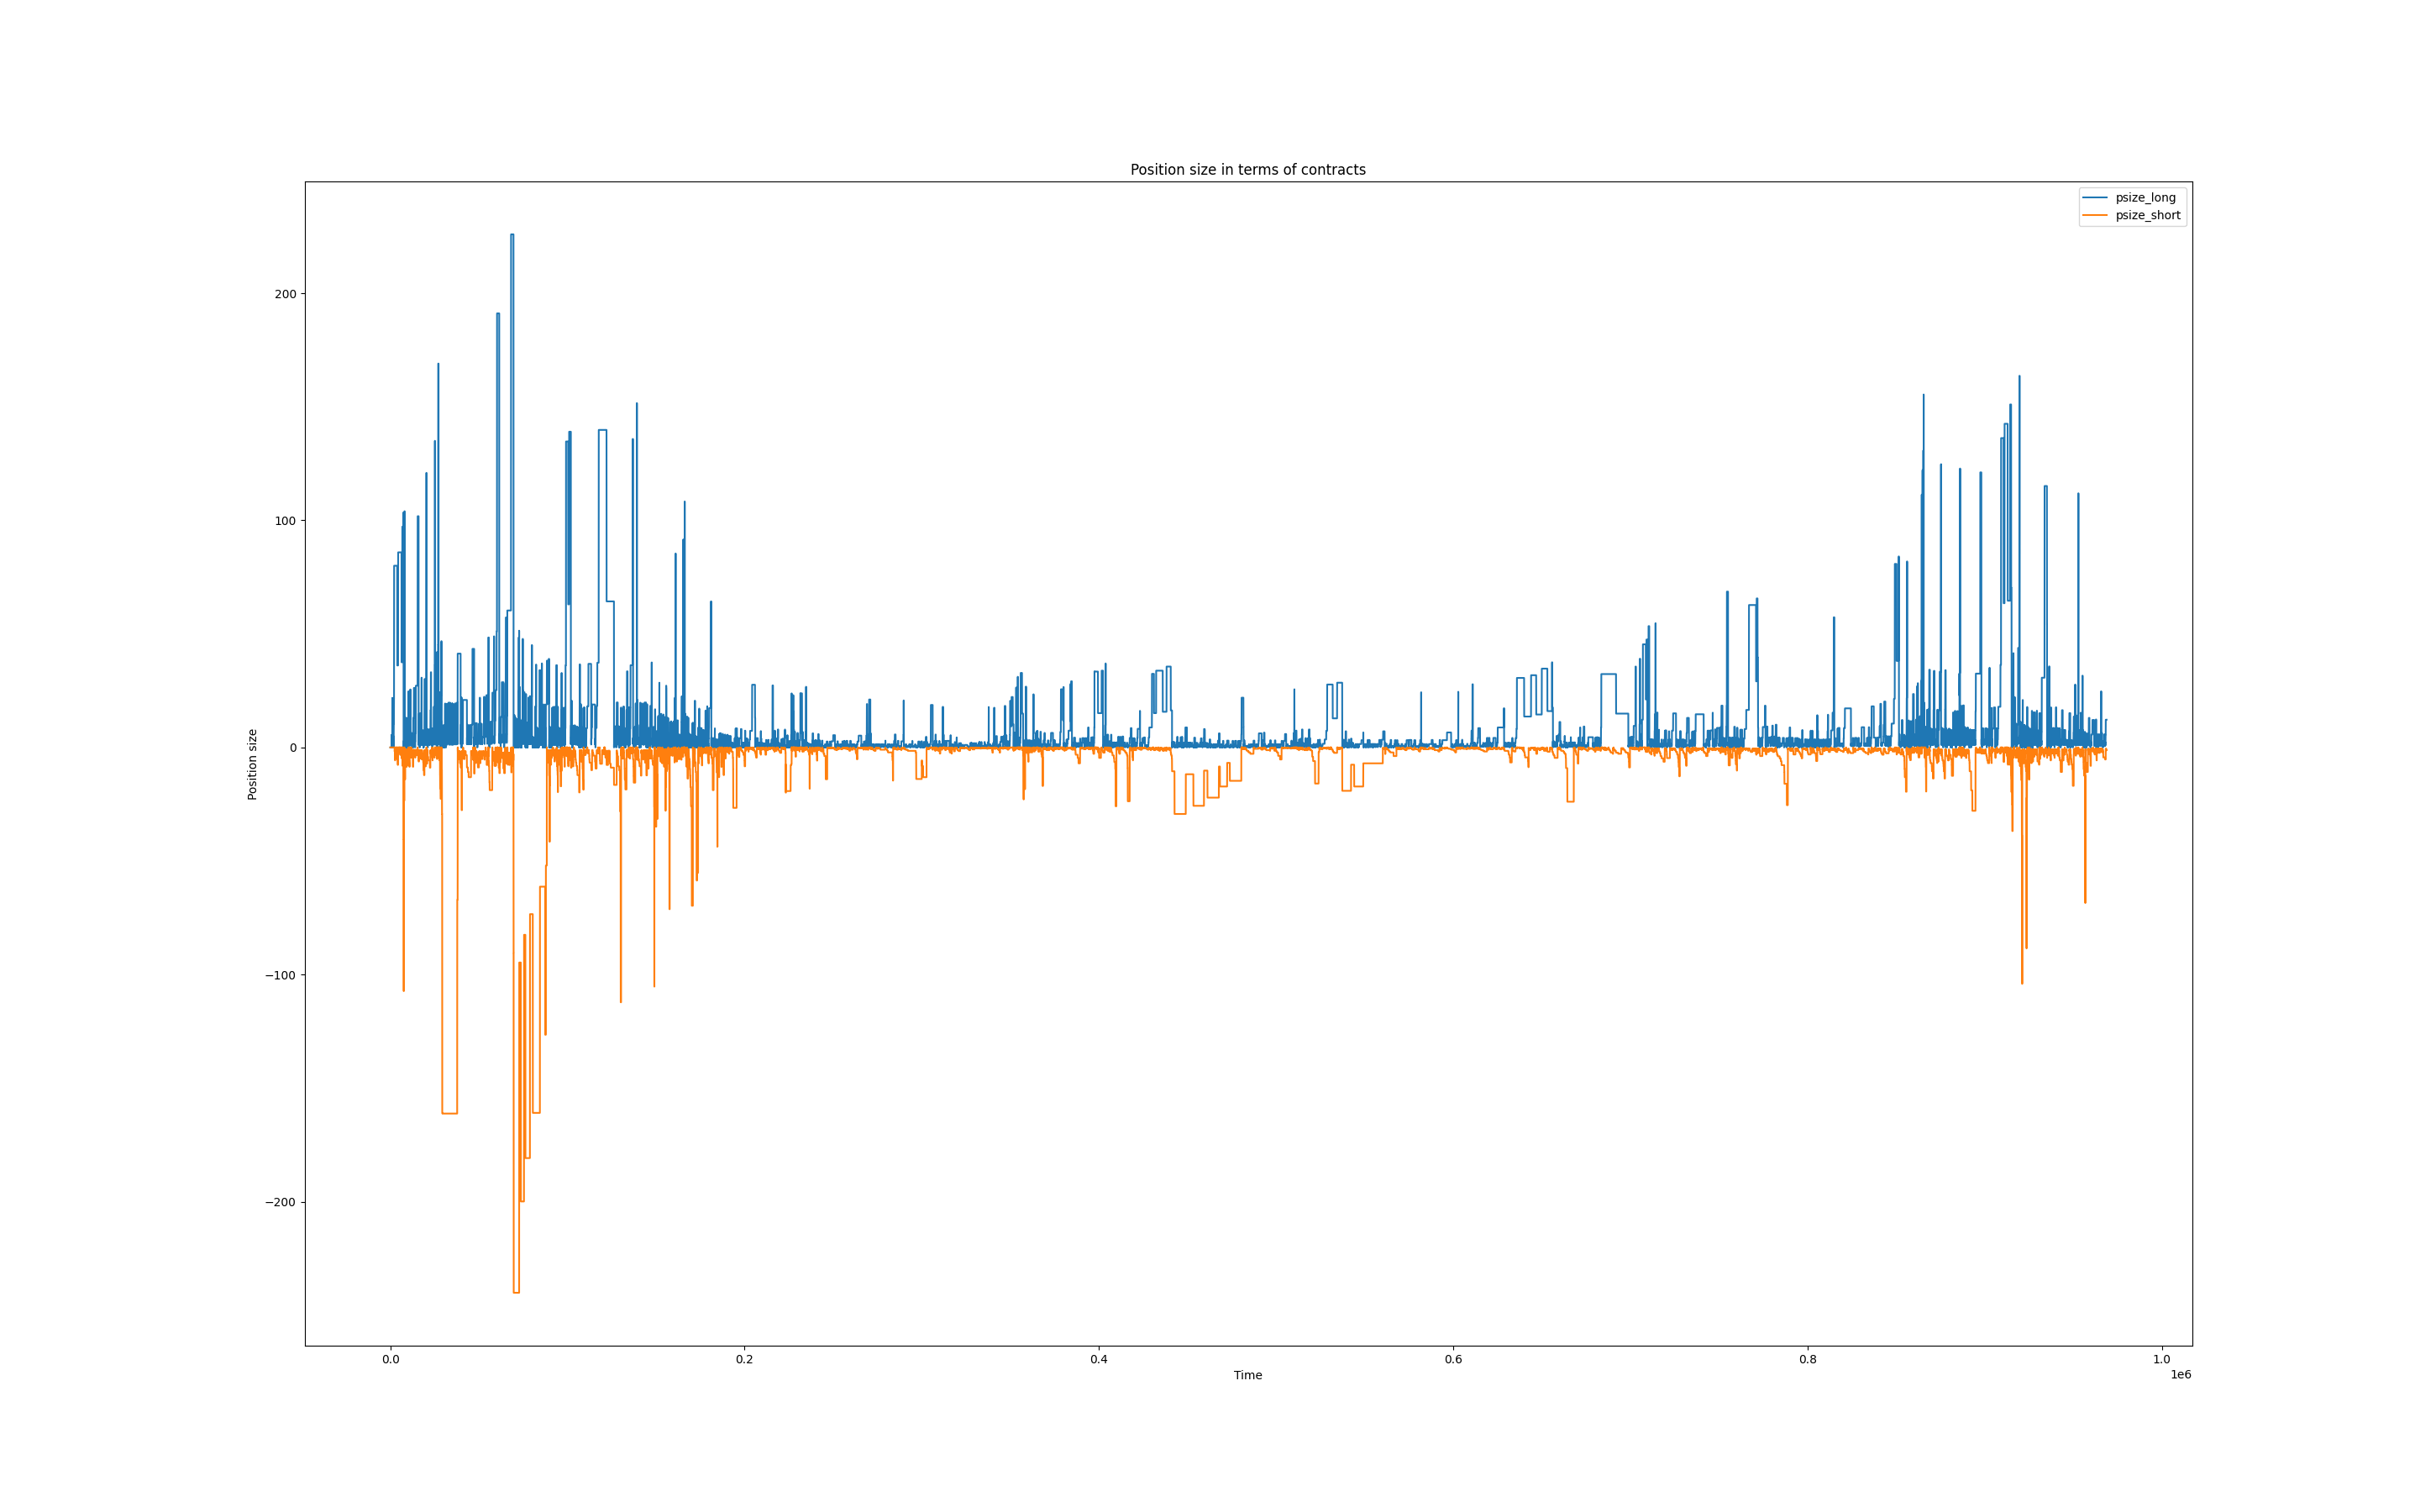 Position size in terms of contracts
psize_long
psize_short
200
100
0
−100
−200
Position size
0.0
0.2
0.4
0.6
0.8
1.0
1e6
Time